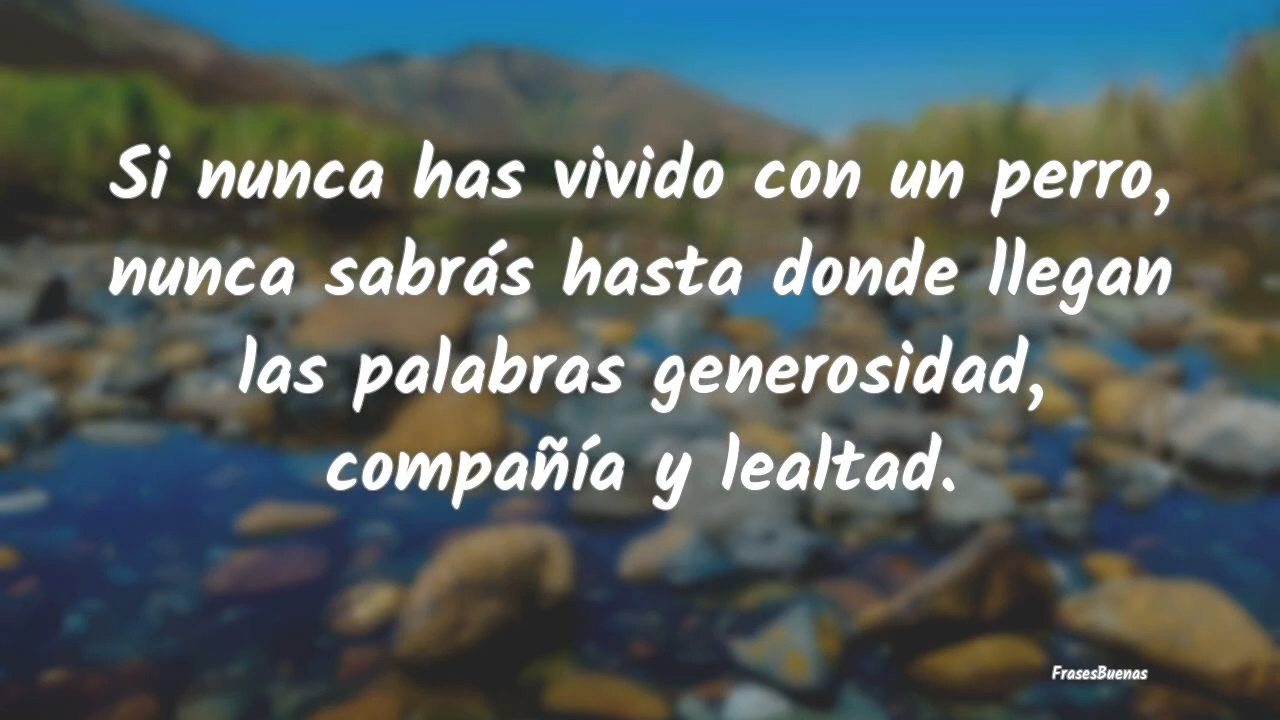 Si nunca has vivido con un perro,
nunca sabrás hasta donde llegan
las palabras generosidad,
compañía y lealtad.
FrasesBuenas